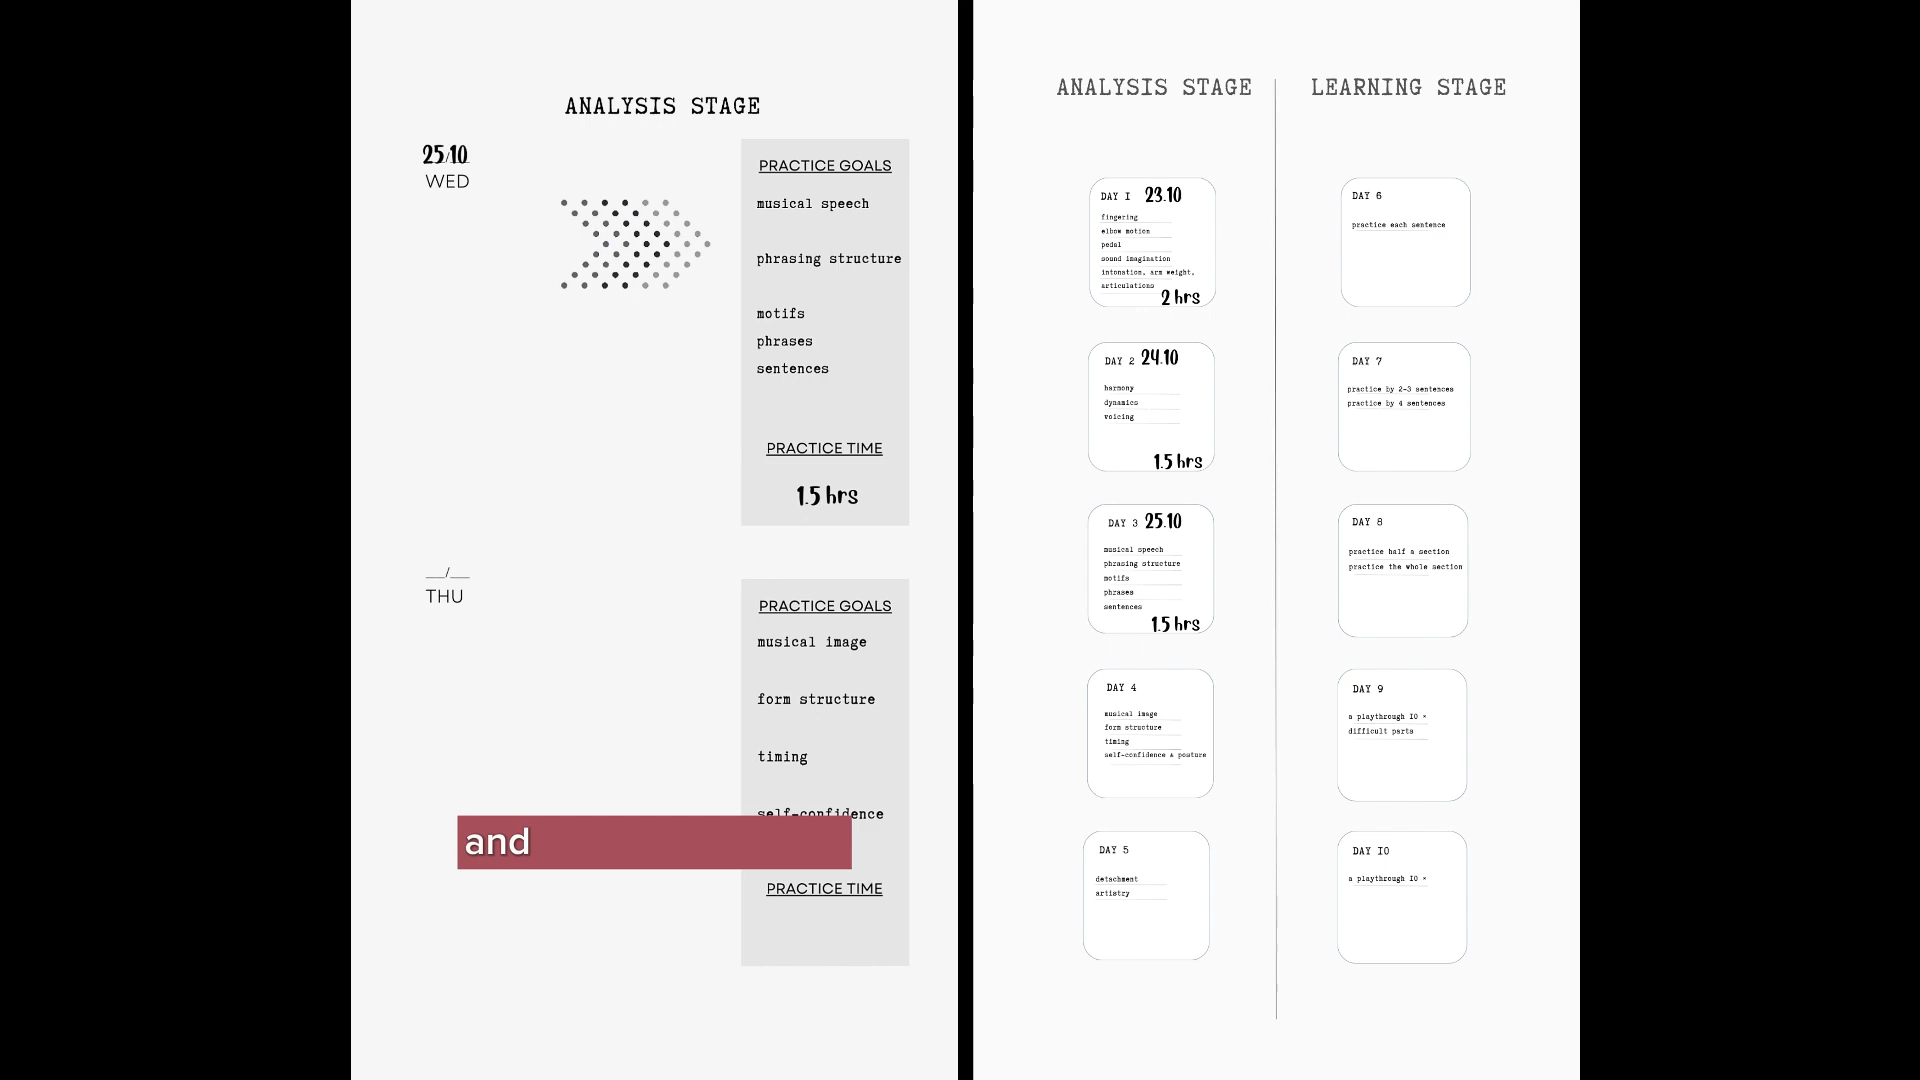 ANALYSIS STAGE
25/10
WED
PRACTICE GOALS
musical speech
phrasing structure
motifs
phrases
sentences
PRACTICE TIME
1.5 hrs
__/__
THU
PRACTICE GOALS
musical image
form structure
timing
self-confidence
and
PRACTICE TIME
ANALYSIS STAGE
DAY 1 23.10
fingering
elbow motion
pedal
sound imagination
intonation, arm weight,
articulations
2 hrs
DAY 2 24.10
harmony
dynamics
voicing
1.5 hrs
DAY 3 25.10
musical speech
phrasing structure
motifs
phrases
sentences
1.5 hrs
DAY 4
musical image
form structure
timing
self-confidence & posture
DAY 5
detachment
artistry
LEARNING STAGE
DAY 6
practice each sentence
DAY 7
practice by 2-3 sentences
practice by 4 sentences
DAY 8
practice half a section
practice the whole section
DAY 9
a playthrough 10 ×
difficult parts
DAY 10
a playthrough 10 ×